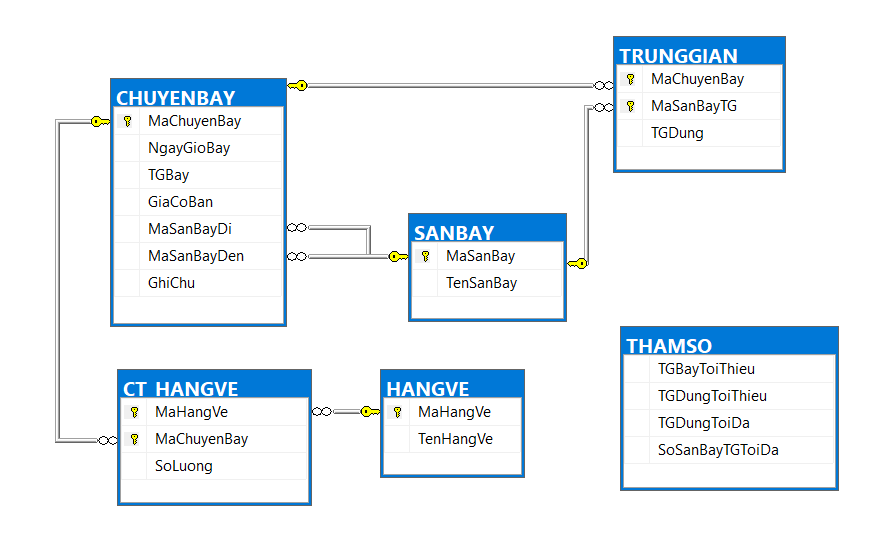 CHUYENBAY
MaChuyenBay
NgayGioBay
TGBay
GiaCoBan
MaSanBayDi
MaSanBayDen
GhiChu
TRUNGGIAN
MaChuyenBay
MaSanBayTG
TGDung
SANBAY
MaSanBay
TenSanBay
CT_HANGVE
MaHangVe
MaChuyenBay
SoLuong
HANGVE
MaHangVe
TenHangVe
THAMSO
TGBayToiThieu
TGDungToiThieu
TGDungToiDa
SoSanBayTGToiDa